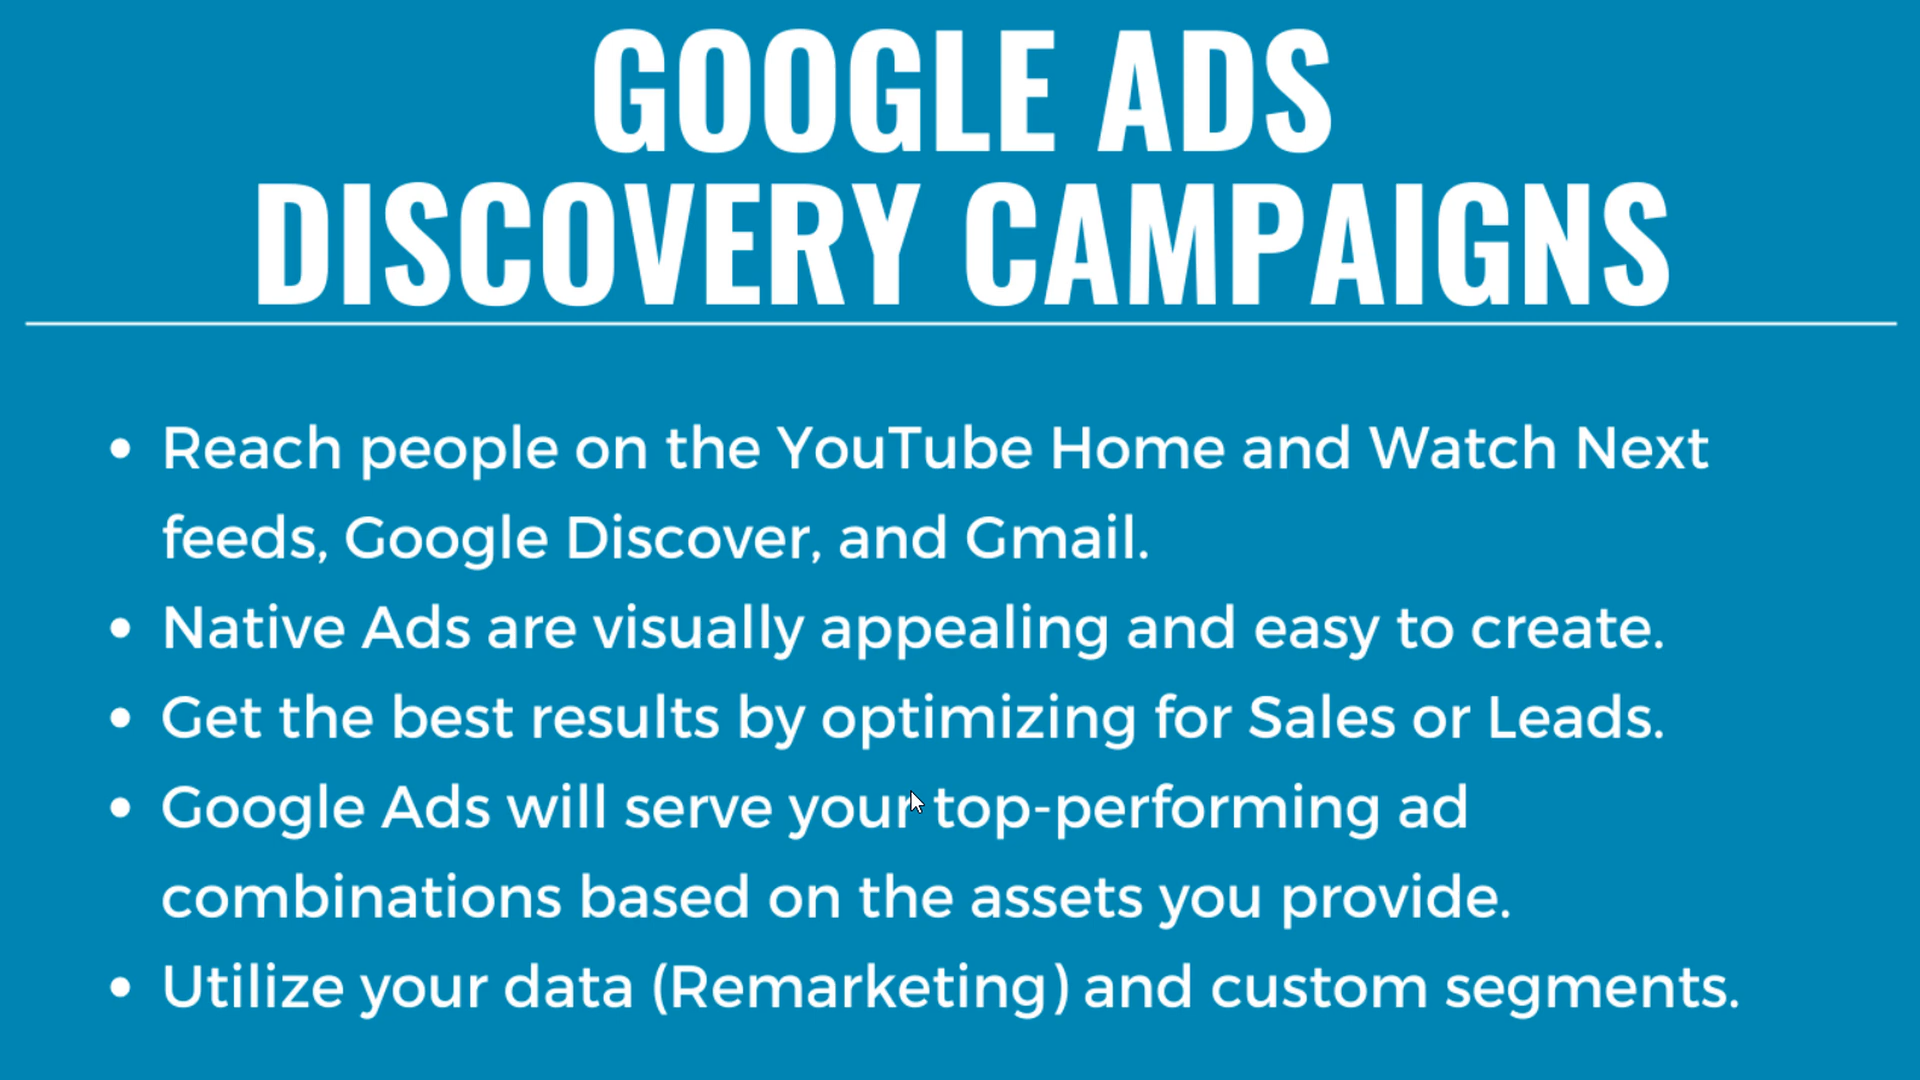 GOOGLE ADS
DISCOVERY CAMPAIGNS
• Reach people on the YouTube Home and Watch Next
feeds, Google Discover, and Gmail.
• Native Ads are visually appealing and easy to create.
• Get the best results by optimizing for Sales or Leads.
• Google Ads will serve your top-performing ad
combinations based on the assets you provide.
• Utilize your data (Remarketing) and custom segments.